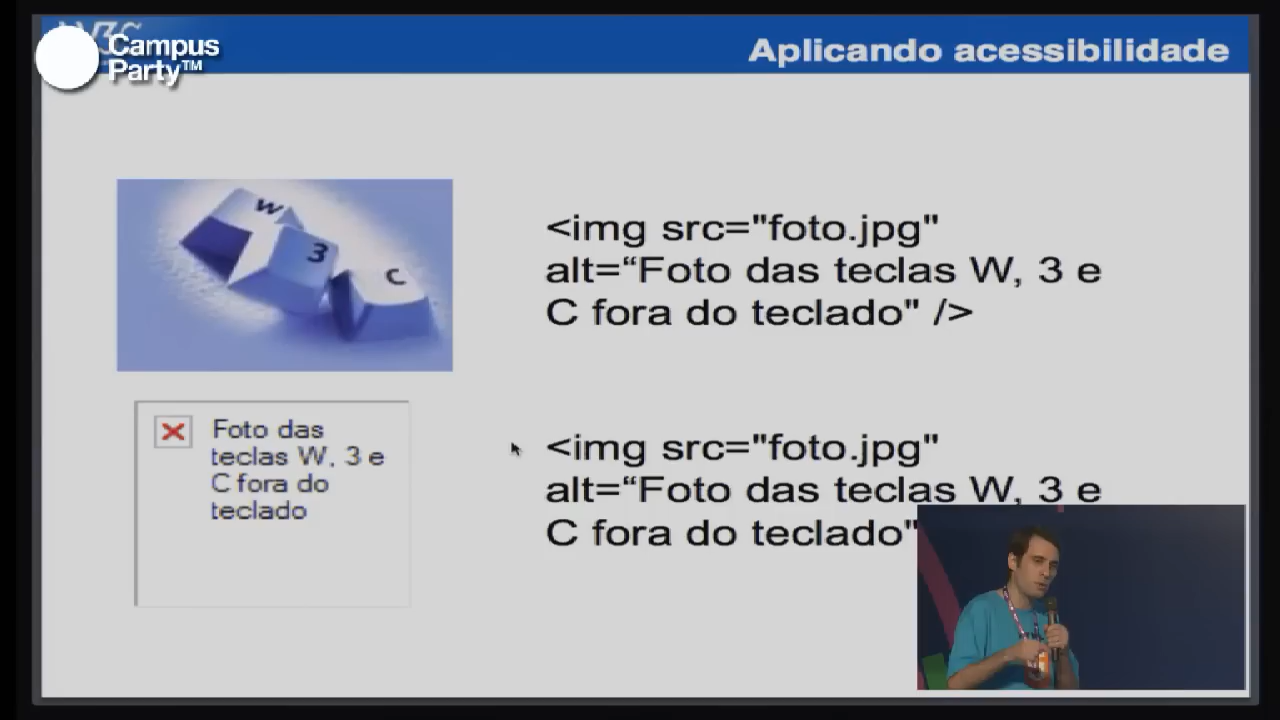 W3C
Campus
Party™
Aplicando acessibilidade
W
3
C
<img src="foto.jpg"
alt=“Foto das teclas W, 3 e
C fora do teclado" />
Foto das
teclas W, 3 e
C fora do
teclado
<img src="foto.jpg"
alt=“Foto das teclas W, 3 e
C fora do teclado"